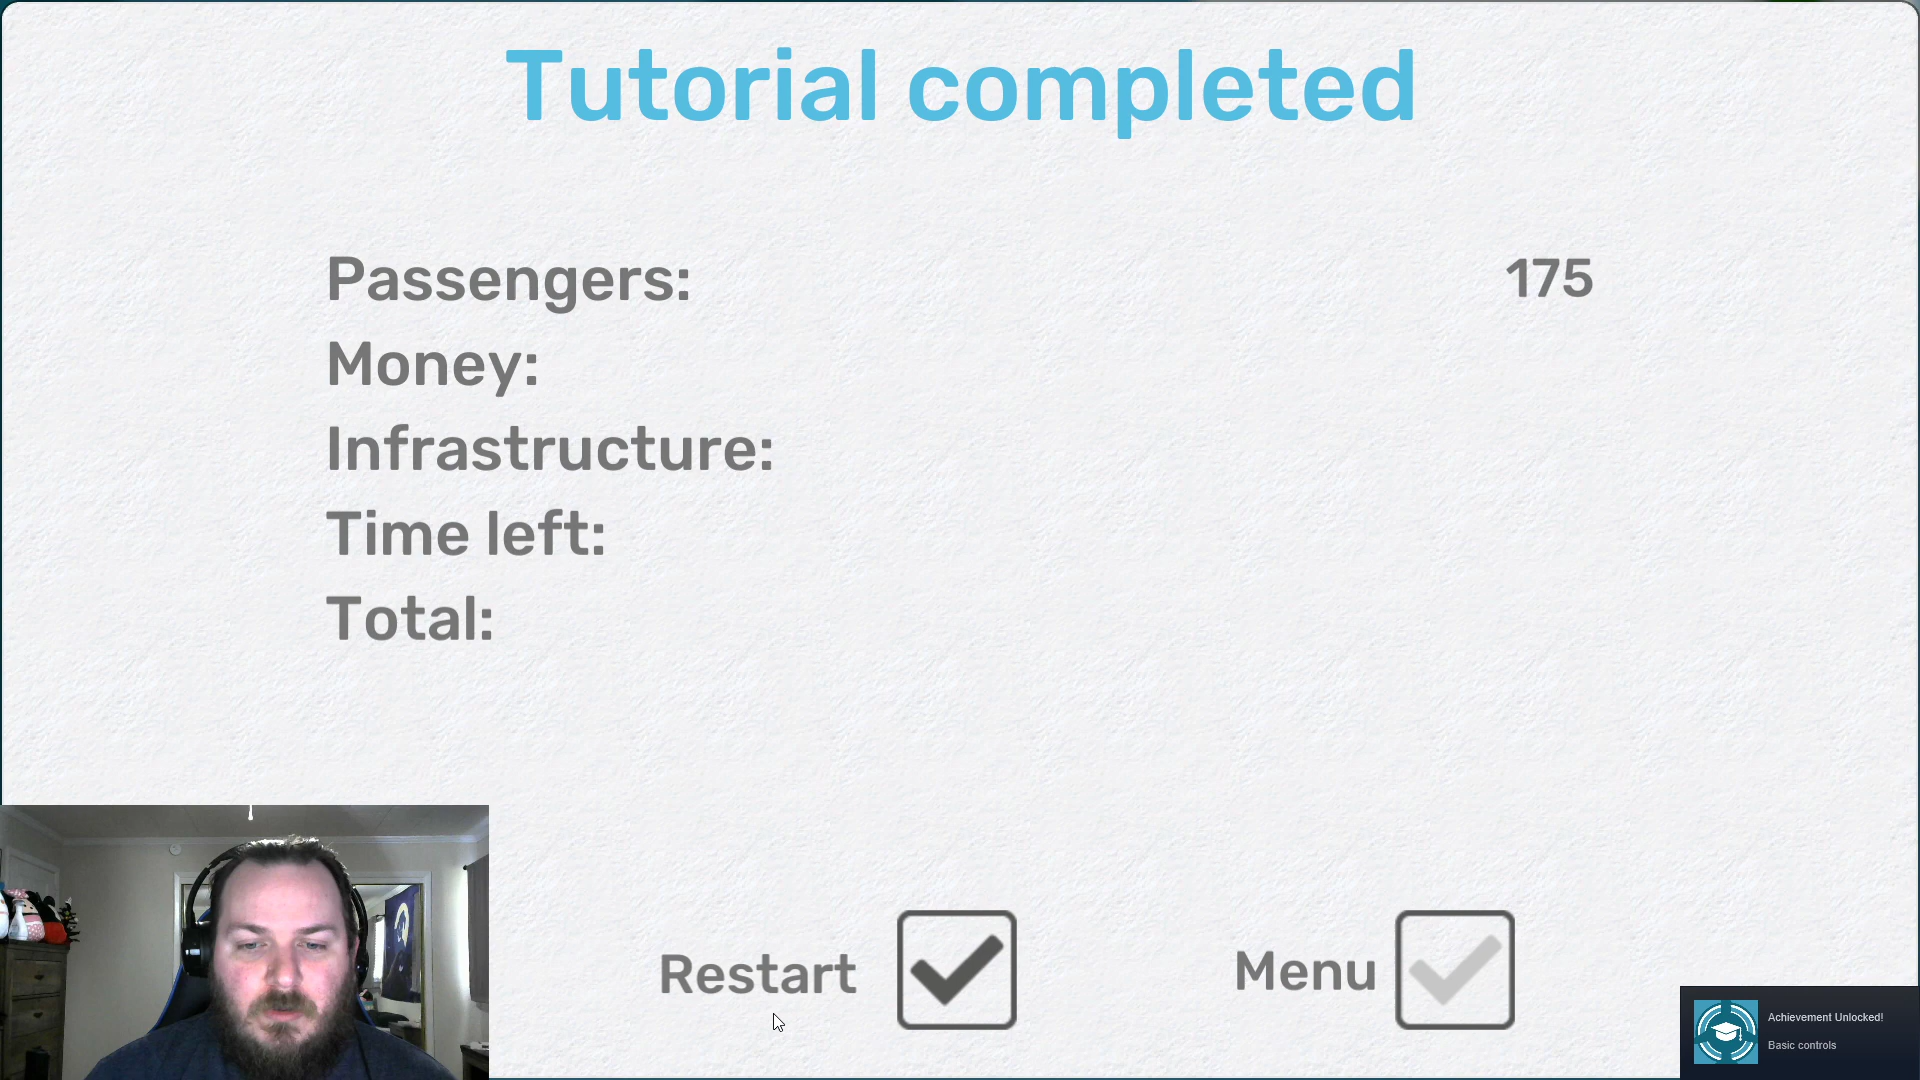 Tutorial completed
Passengers: 175
Money:
Infrastructure:
Time left:
Total:
Restart
Menu
Achievement Unlocked!
Basic controls